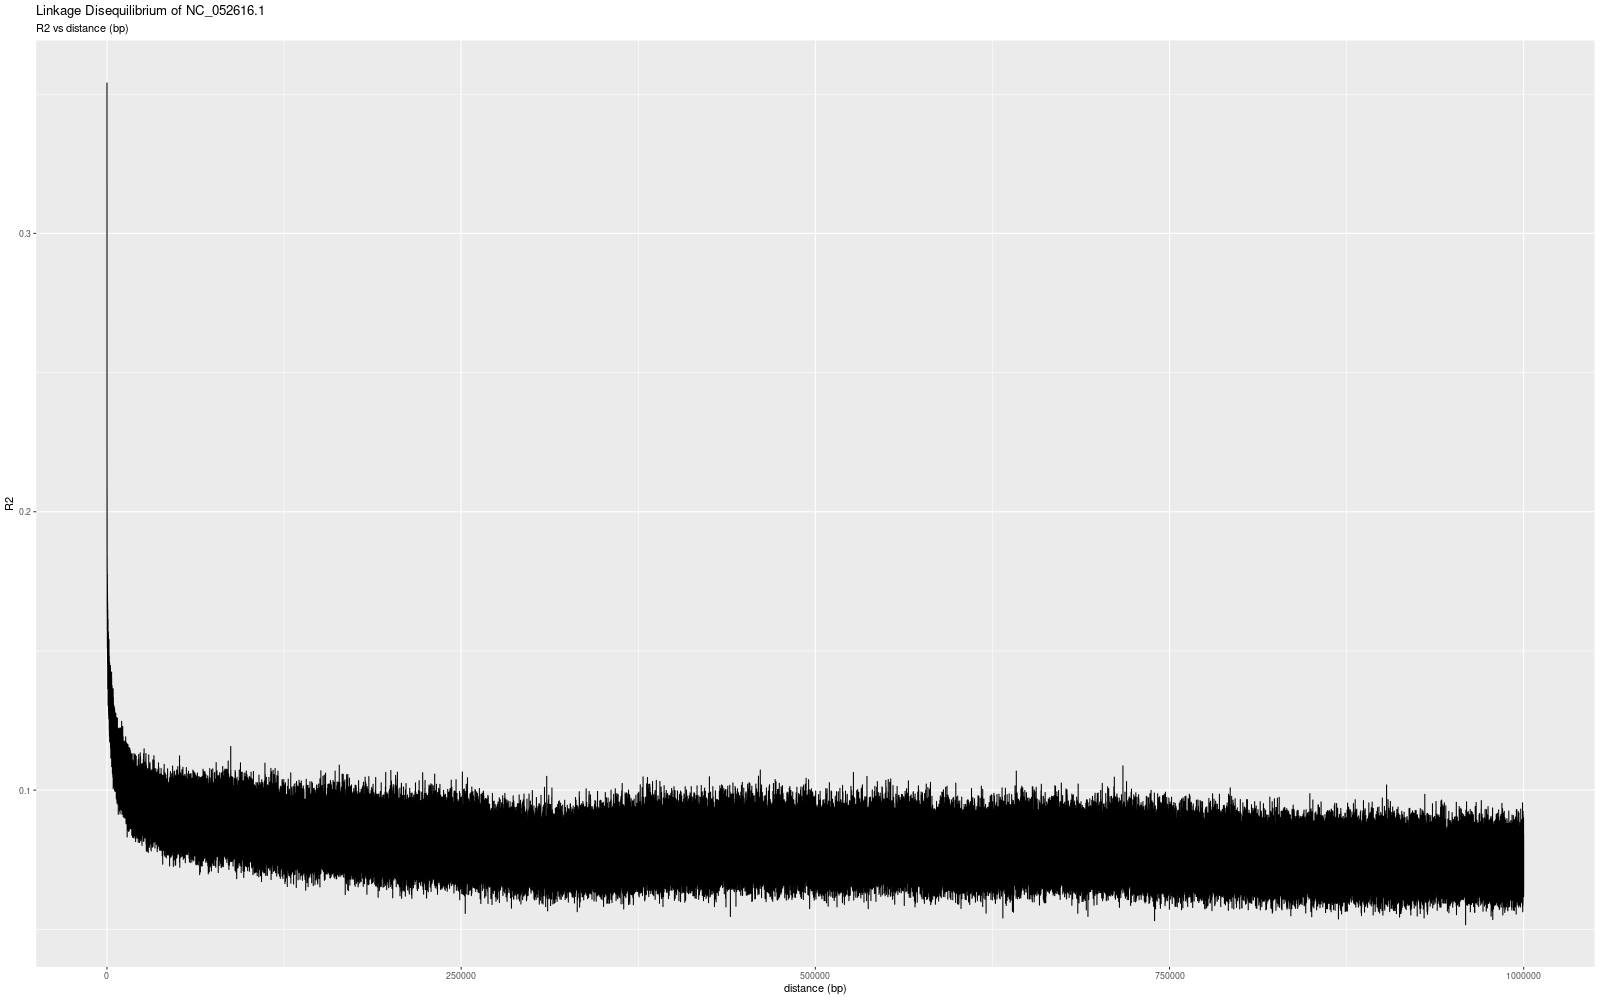 Linkage Disequilibrium of NC_052616.1
R2 vs distance (bp)
0.3
0.2
0.1
R2
0
250000
500000
750000
1000000
distance (bp)